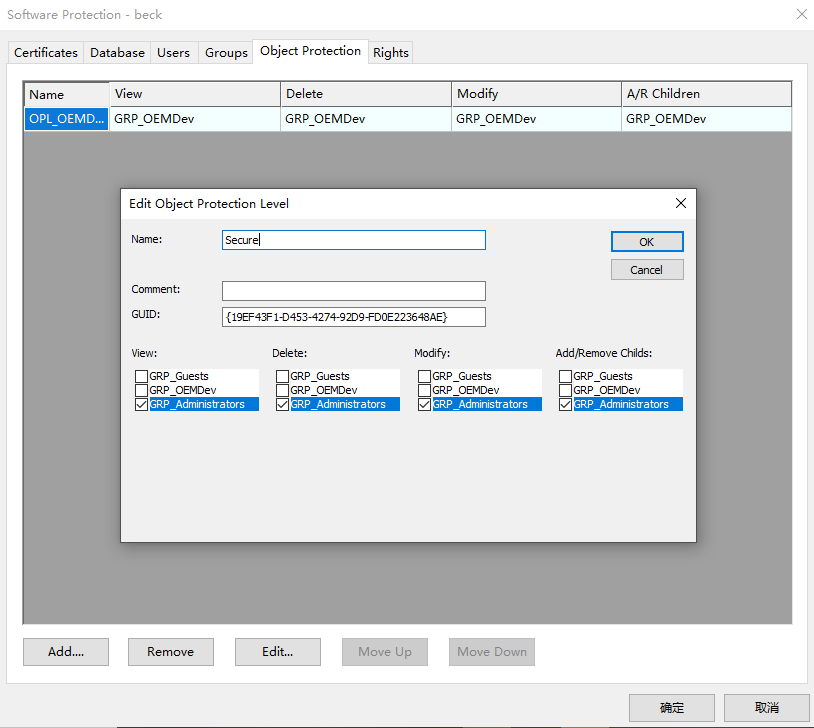 Software Protection - beck
Certificates Database Users Groups Object Protection Rights
Name View Delete Modify A/R Children
OPL_OEMD... GRP_OEMDev GRP_OEMDev GRP_OEMDev GRP_OEMDev
Edit Object Protection Level
Name: Secure OK
Cancel
Comment:
GUID: {19EF43F1-D453-4274-92D9-FD0E223648AE}
View: Delete: Modify: Add/Remove Childs:
GRP_Guests GRP_Guests GRP_Guests GRP_Guests
GRP_OEMDev GRP_OEMDev GRP_OEMDev GRP_OEMDev
GRP_Administrators GRP_Administrators GRP_Administrators GRP_Administrators
Add.... Remove Edit... Move Up Move Down
确定 取消